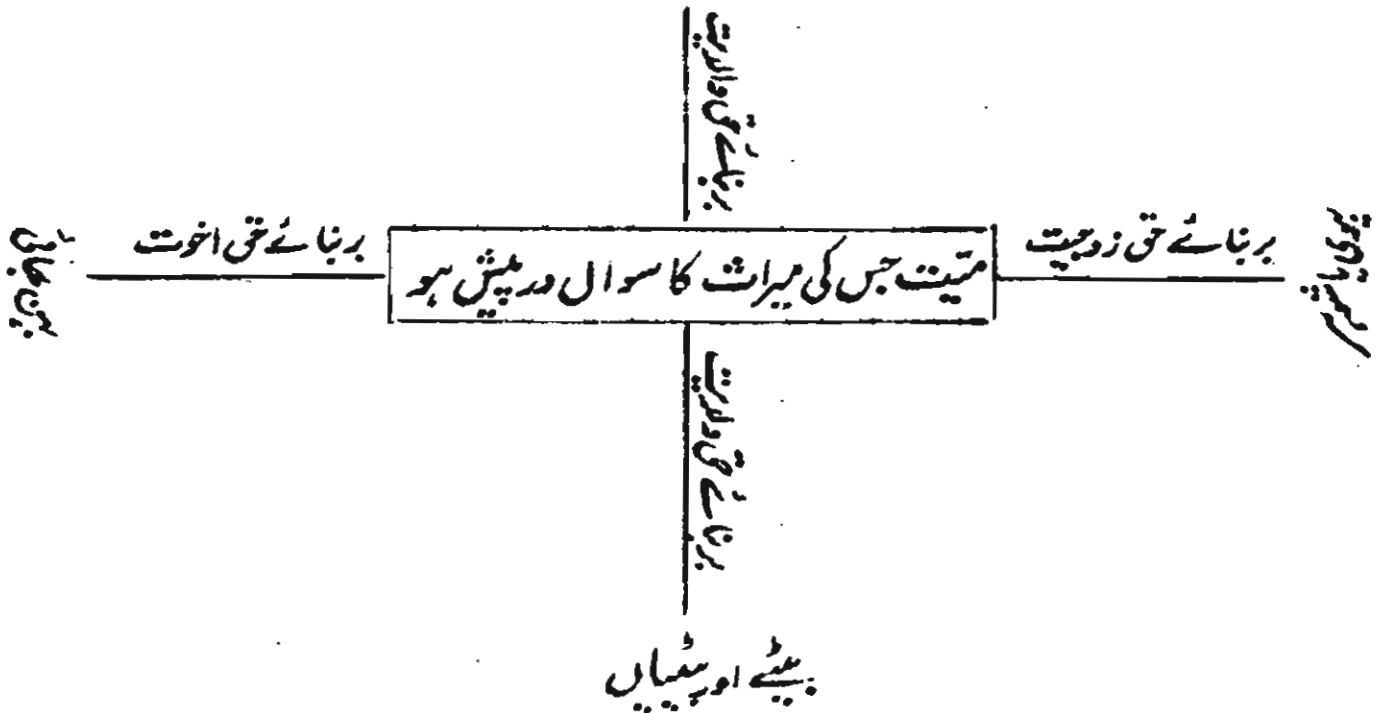 بربنائے حق والدیت
شوہر یا بیوی
بربنائے حق زوجیت
میّت جس کی میراث کا سوال درپیش ہو
بربنائے حق اخوت
بہن بھائی
بربنائے حق ولدیت
بیٹے اور بیٹیاں